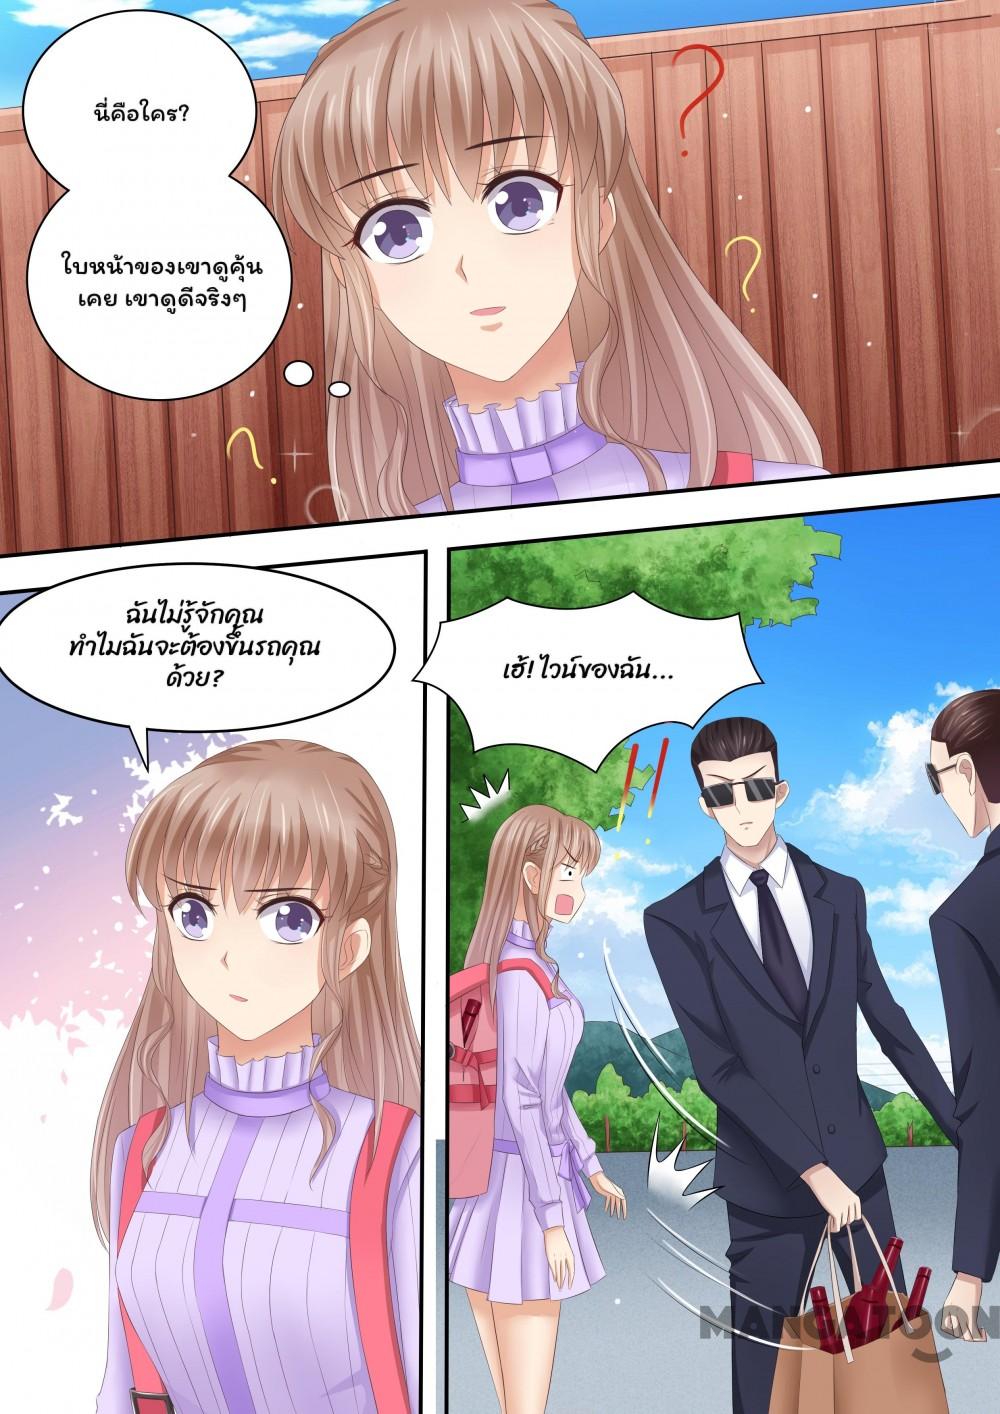 นี่คือใคร?
ใบหน้าของเขาดูคุ้น
เคย เขาดูดีจริงๆ
ฉันไม่รู้จักคุณ
ทำไมฉันจะต้องขึ้นรถคุณ
ด้วย?
เฮ้! ไวน์ของฉัน...
MANGATOON